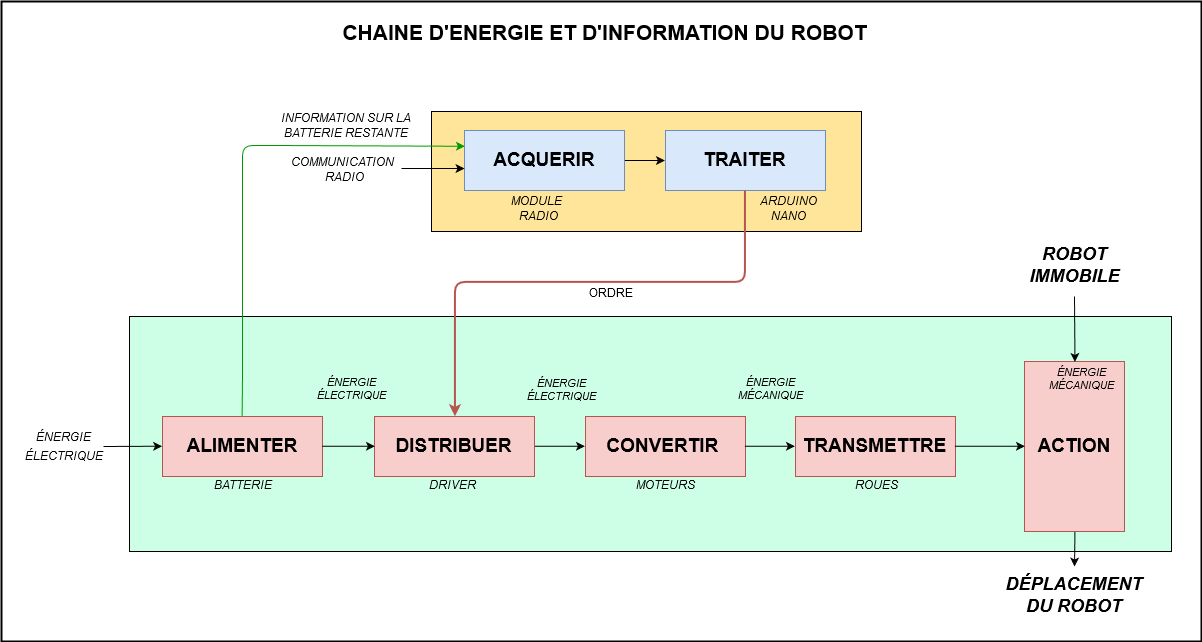 CHAINE D'ENERGIE ET D'INFORMATION DU ROBOT
INFORMATION SUR LA
BATTERIE RESTANTE
COMMUNICATION
RADIO
ACQUERIR
TRAITER
MODULE
RADIO
ARDUINO
NANO
ORDRE
ROBOT
IMMOBILE
ÉNERGIE
ÉLECTRIQUE
ÉNERGIE
ÉLECTRIQUE
ÉNERGIE
ÉLECTRIQUE
ÉNERGIE
MÉCANIQUE
ÉNERGIE
MÉCANIQUE
ALIMENTER
DISTRIBUER
CONVERTIR
TRANSMETTRE
ACTION
BATTERIE
DRIVER
MOTEURS
ROUES
DÉPLACEMENT
DU ROBOT